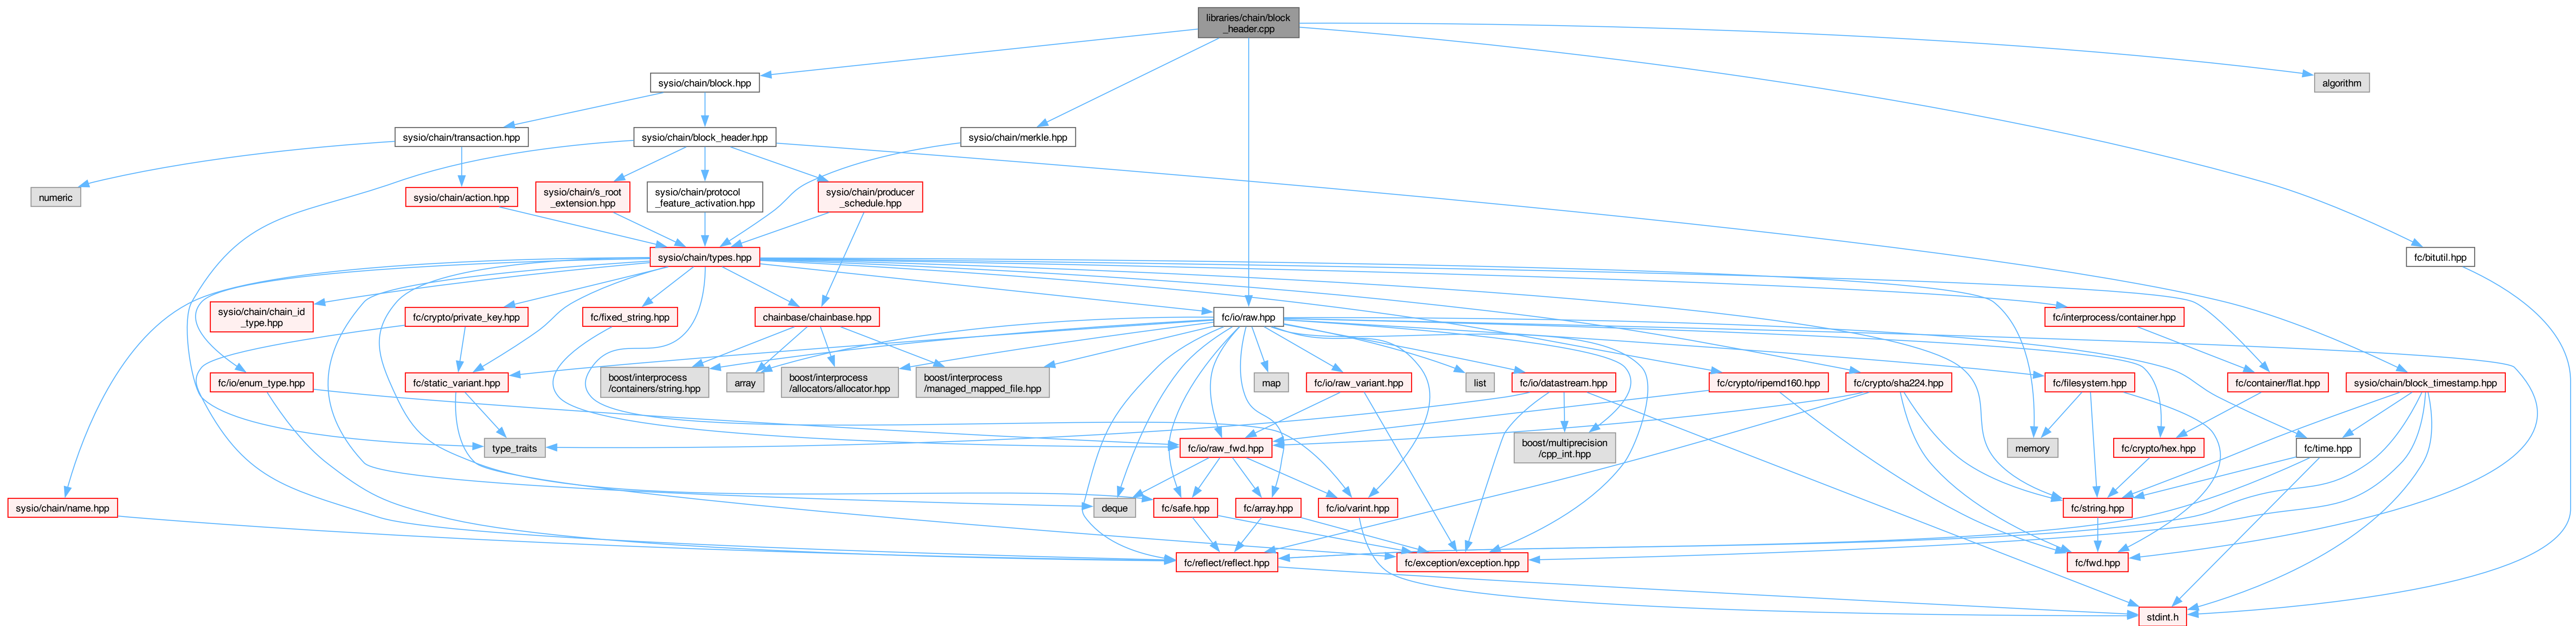 libraries/chain/block
_header.cpp
sysio/chain/block.hpp
algorithm
sysio/chain/transaction.hpp
sysio/chain/block_header.hpp
sysio/chain/merkle.hpp
numeric
sysio/chain/action.hpp
sysio/chain/s_root
_extension.hpp
sysio/chain/protocol
_feature_activation.hpp
sysio/chain/producer
_schedule.hpp
sysio/chain/types.hpp
fc/bitutil.hpp
sysio/chain/chain_id
_type.hpp
fc/crypto/private_key.hpp
fc/fixed_string.hpp
chainbase/chainbase.hpp
fc/io/raw.hpp
fc/interprocess/container.hpp
fc/io/enum_type.hpp
fc/static_variant.hpp
boost/interprocess
/containers/string.hpp
array
boost/interprocess
/allocators/allocator.hpp
boost/interprocess
/managed_mapped_file.hpp
map
fc/io/raw_variant.hpp
list
fc/io/datastream.hpp
fc/crypto/ripemd160.hpp
fc/crypto/sha224.hpp
fc/filesystem.hpp
fc/container/flat.hpp
sysio/chain/block_timestamp.hpp
type_traits
fc/io/raw_fwd.hpp
boost/multiprecision
/cpp_int.hpp
memory
fc/crypto/hex.hpp
fc/time.hpp
sysio/chain/name.hpp
deque
fc/safe.hpp
fc/array.hpp
fc/io/varint.hpp
fc/string.hpp
fc/reflect/reflect.hpp
fc/exception/exception.hpp
fc/fwd.hpp
stdint.h